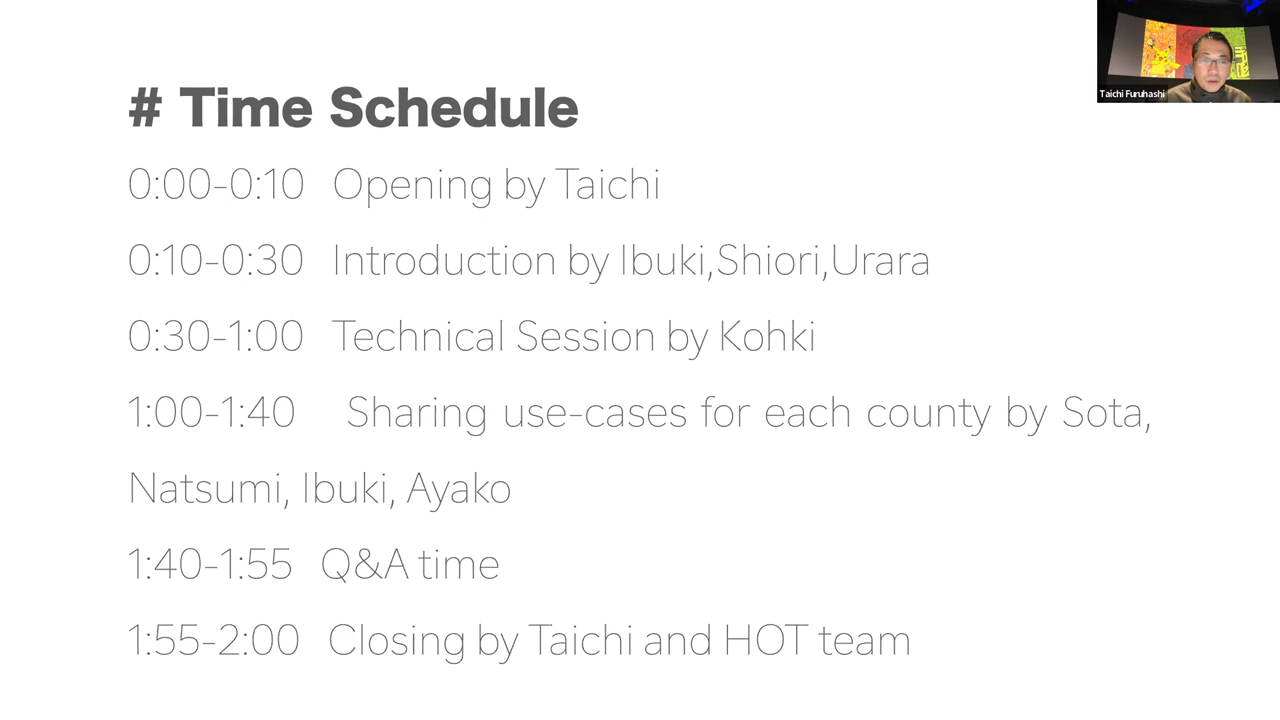 # Time Schedule
0:00-0:10 Opening by Taichi
0:10-0:30 Introduction by Ibuki,Shiori,Urara
0:30-1:00 Technical Session by Kohki
1:00-1:40 Sharing use-cases for each county by Sota,
Natsumi, Ibuki, Ayako
1:40-1:55 Q&A time
1:55-2:00 Closing by Taichi and HOT team
Taichi Furuhashi